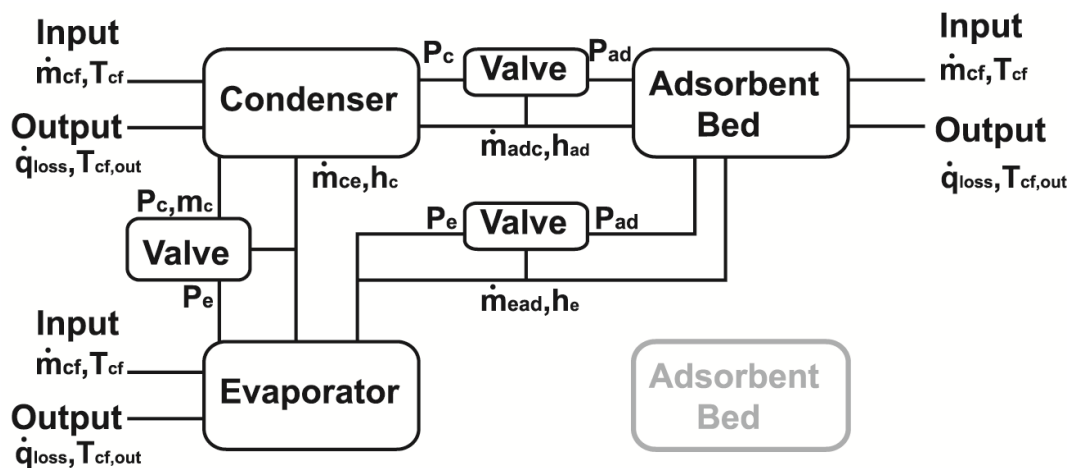 Input
ṁcf,Tcf
Output
q̇loss,Tcf,out
Condenser
Pc
Valve
Pad
ṁadc,had
Adsorbent
Bed
Input
ṁcf,Tcf
Output
q̇loss,Tcf,out
ṁce,hc
Pc,mc
Valve
Pe
Pe
Valve
Pad
ṁead,he
Input
ṁcf,Tcf
Output
q̇loss,Tcf,out
Evaporator
Adsorbent
Bed